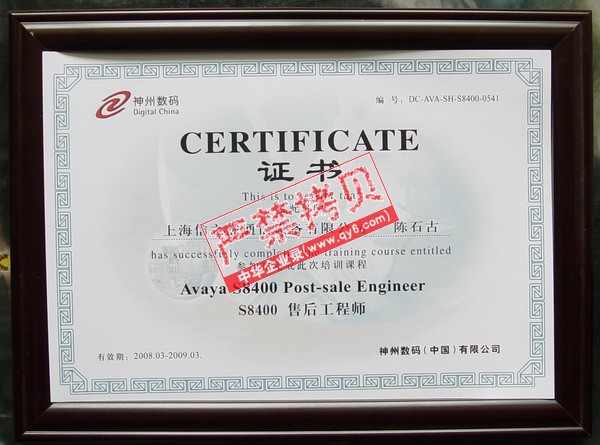 神州数码
Digital China
编 号: DC-AVA-SH-S8400-0541
CERTIFICATE
证书
This is to
上海信 有限公 陈石古
has successfully training course entitled
此次培训课程
Avaya S8400 Post-sale Engineer
S8400 售后工程师
有效期: 2008.03-2009.03.
神州数码(中国)有限公司
严禁拷贝
中华企业录(www.qy6.com)